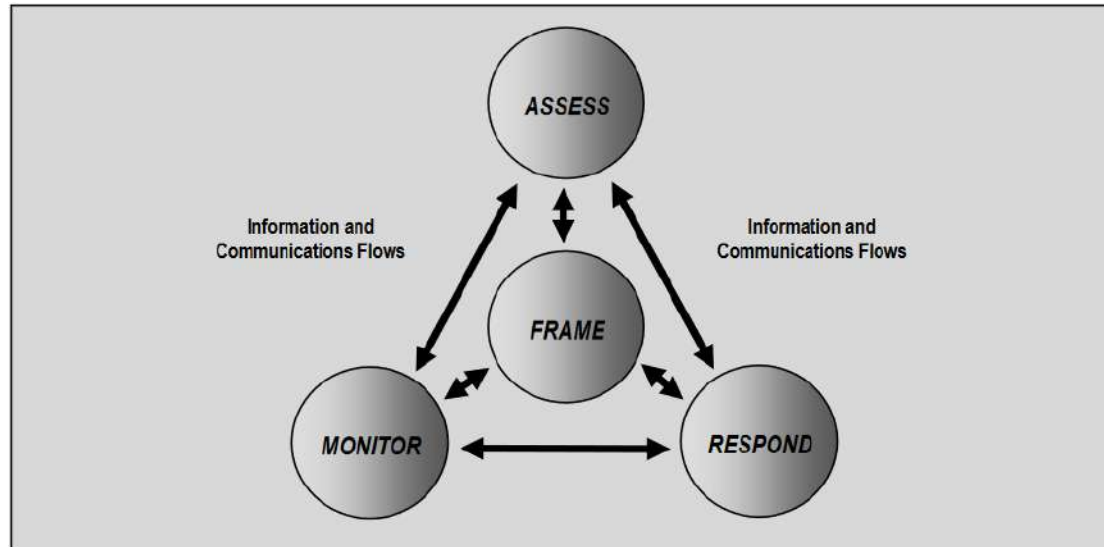 ASSESS
Information and
Communications Flows
Information and
Communications Flows
FRAME
MONITOR
RESPOND